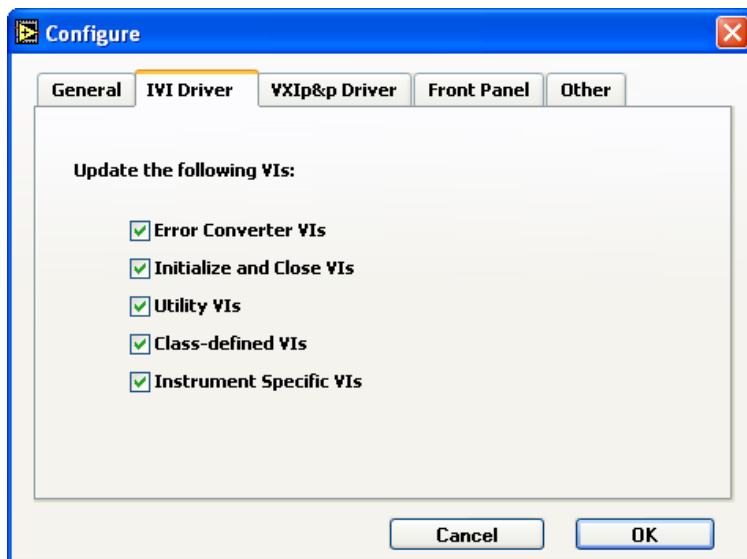 Configure
General IVI Driver VXIp&p Driver Front Panel Other
Update the following VIs:
Error Converter VIs
Initialize and Close VIs
Utility VIs
Class-defined VIs
Instrument Specific VIs
Cancel OK